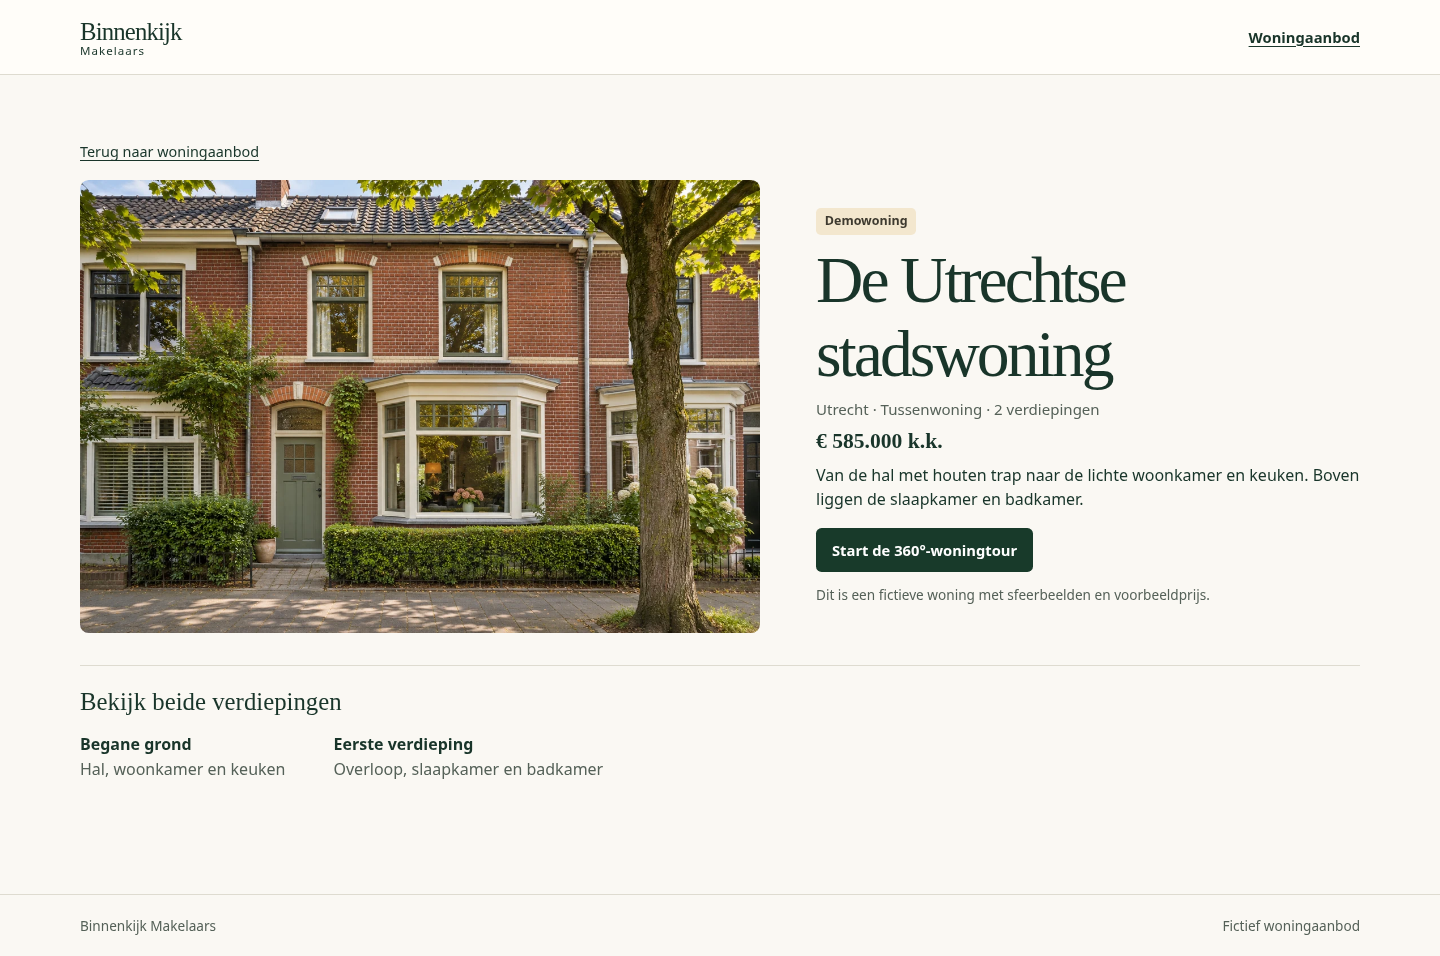 Binnenkijk
Makelaars
Woningaanbod
Terug naar woningaanbod
Demowoning
De Utrechtse
stadswoning
Utrecht · Tussenwoning · 2 verdiepingen
€ 585.000 k.k.
Van de hal met houten trap naar de lichte woonkamer en keuken. Boven
liggen de slaapkamer en badkamer.
Start de 360°-woningtour
Dit is een fictieve woning met sfeerbeelden en voorbeeldprijs.
Bekijk beide verdiepingen
Begane grond
Hal, woonkamer en keuken
Eerste verdieping
Overloop, slaapkamer en badkamer
Binnenkijk Makelaars
Fictief woningaanbod